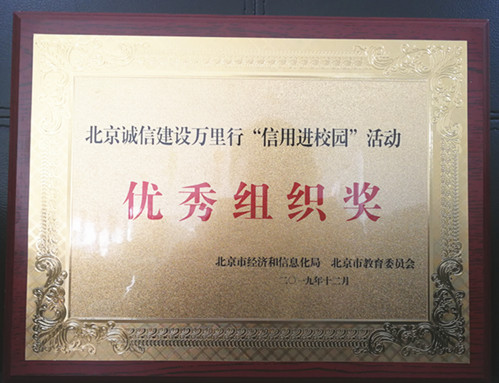 北京诚信建设万里行“信用进校园”活动
优秀组织奖
北京市经济和信息化局 北京市教育委员会
二〇一九年十二月